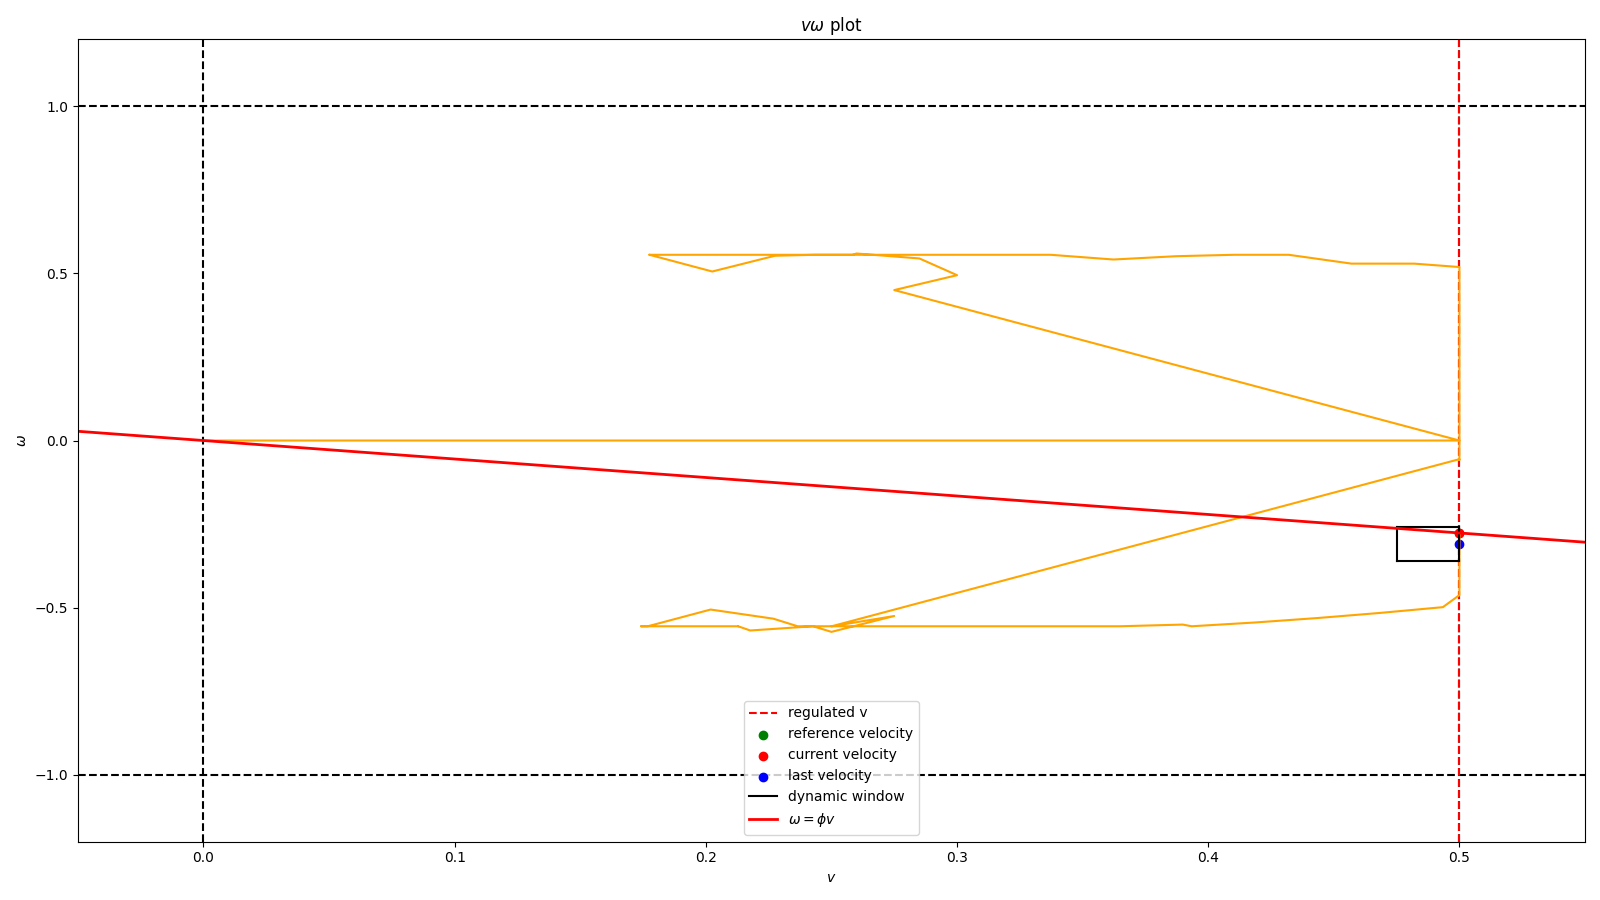 vω plot
1.0
0.5
0.0
−0.5
−1.0
ω
0.0
0.1
0.2
0.3
0.4
0.5
v
regulated v
reference velocity
current velocity
last velocity
dynamic window
ω = ϕv